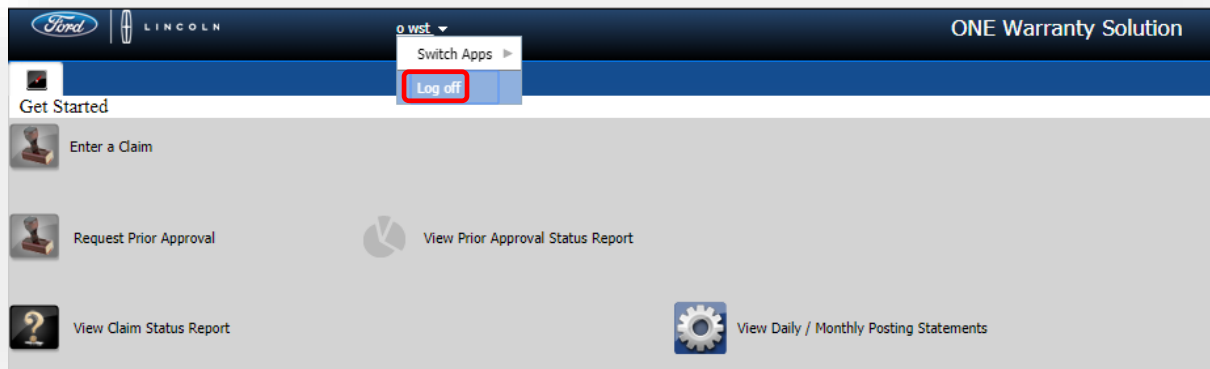 Ford LINCOLN o wst ONE Warranty Solution
Switch Apps
Log off
Get Started
Enter a Claim
Request Prior Approval View Prior Approval Status Report
View Claim Status Report View Daily / Monthly Posting Statements